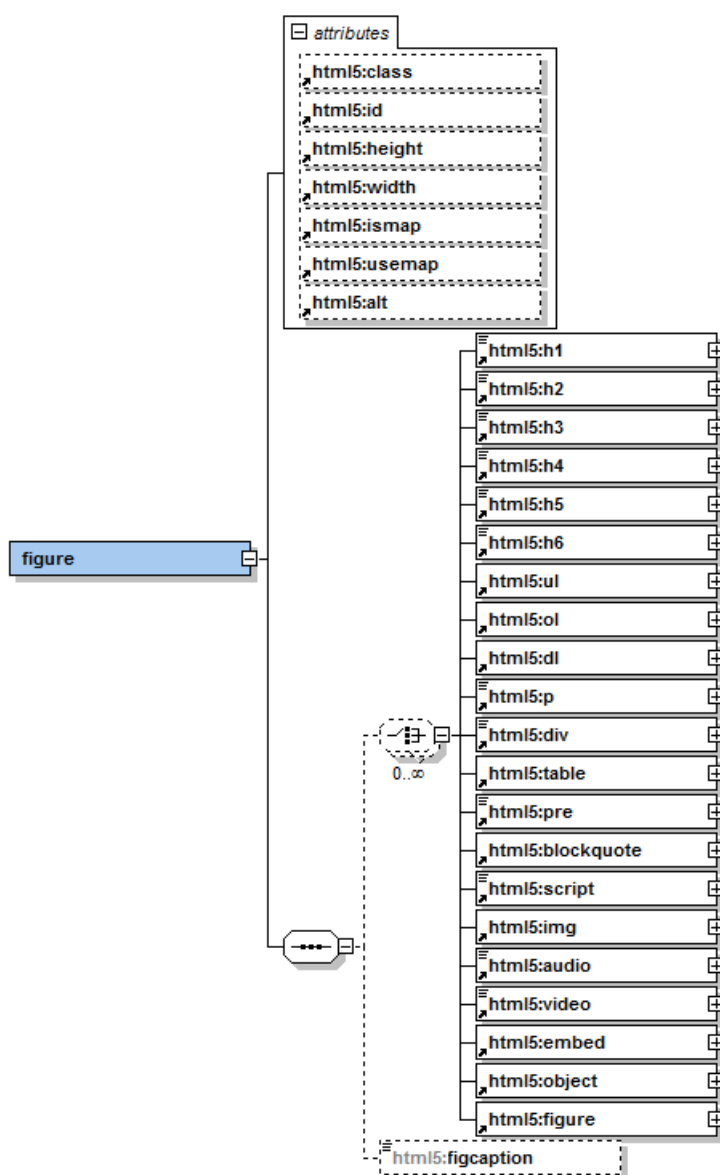 attributes
html5:class
html5:id
html5:height
html5:width
html5:ismap
html5:usemap
html5:alt
html5:h1
html5:h2
html5:h3
html5:h4
html5:h5
html5:h6
figure
html5:ul
html5:ol
html5:dl
html5:p
html5:div
0..∞
html5:table
html5:pre
html5:blockquote
html5:script
html5:img
html5:audio
html5:video
html5:embed
html5:object
html5:figure
html5:figcaption